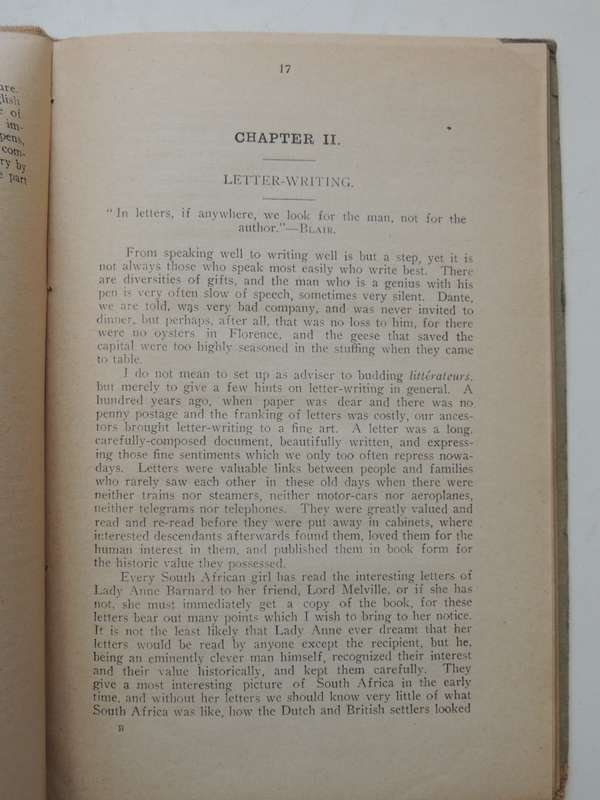 are.
glish
e of
im-
pens,
com-
ry by
e part
17
CHAPTER II.
LETTER-WRITING.
"In letters, if anywhere, we look for the man, not for the
author."—BLAIR.
From speaking well to writing well is but a step, yet it is
not always those who speak most easily who write best. There
are diversities of gifts, and the man who is a genius with his
pen is very often slow of speech, sometimes very silent. Dante,
we are told, was very bad company, and was never invited to
dinner, but perhaps, after all, that was no loss to him, for there
were no oysters in Florence, and the geese that saved the
capital were too highly seasoned in the stuffing when they came
to table.
I do not mean to set up as adviser to budding littérateurs,
but merely to give a few hints on letter-writing in general. A
hundred years ago, when paper was dear and there was no
penny postage and the franking of letters was costly, our ances-
tors brought letter-writing to a fine art. A letter was a long,
carefully-composed document, beautifully written, and express-
ing those fine sentiments which we only too often repress nowa-
days. Letters were valuable links between people and families
who rarely saw each other in these old days when there were
neither trains nor steamers, neither motor-cars nor aeroplanes,
neither telegrams nor telephones. They were greatly valued and
read and re-read before they were put away in cabinets, where
interested descendants afterwards found them, loved them for the
human interest in them, and published them in book form for
the historic value they possessed.
Every South African girl has read the interesting letters of
Lady Anne Barnard to her friend, Lord Melville, or if she has
not, she must immediately get a copy of the book, for these
letters bear out many points which I wish to bring to her notice.
It is not the least likely that Lady Anne ever dreamt that her
letters would be read by anyone except the recipient, but he,
being an eminently clever man himself, recognized their interest
and their value historically, and kept them carefully. They
give a most interesting picture of South Africa in the early
time, and without her letters we should know very little of what
South Africa was like, how the Dutch and British settlers looked
B